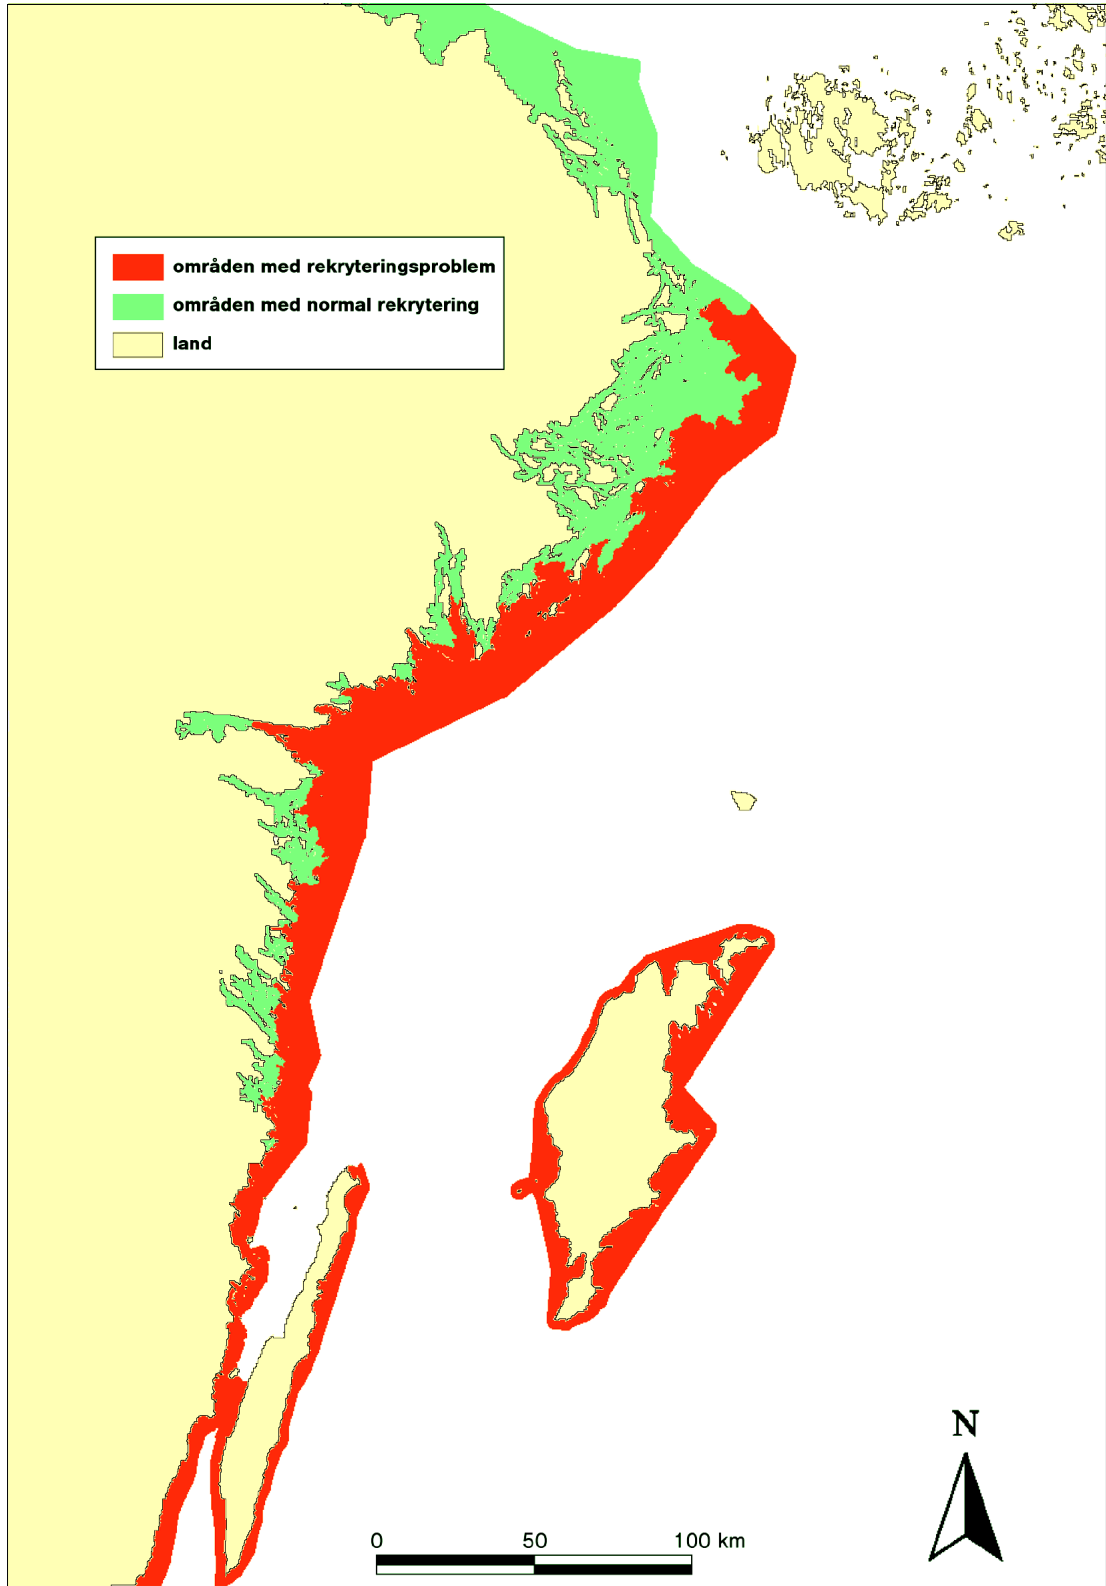 områden med rekryteringsproblem
områden med normal rekrytering
land
N
0 50 100 km